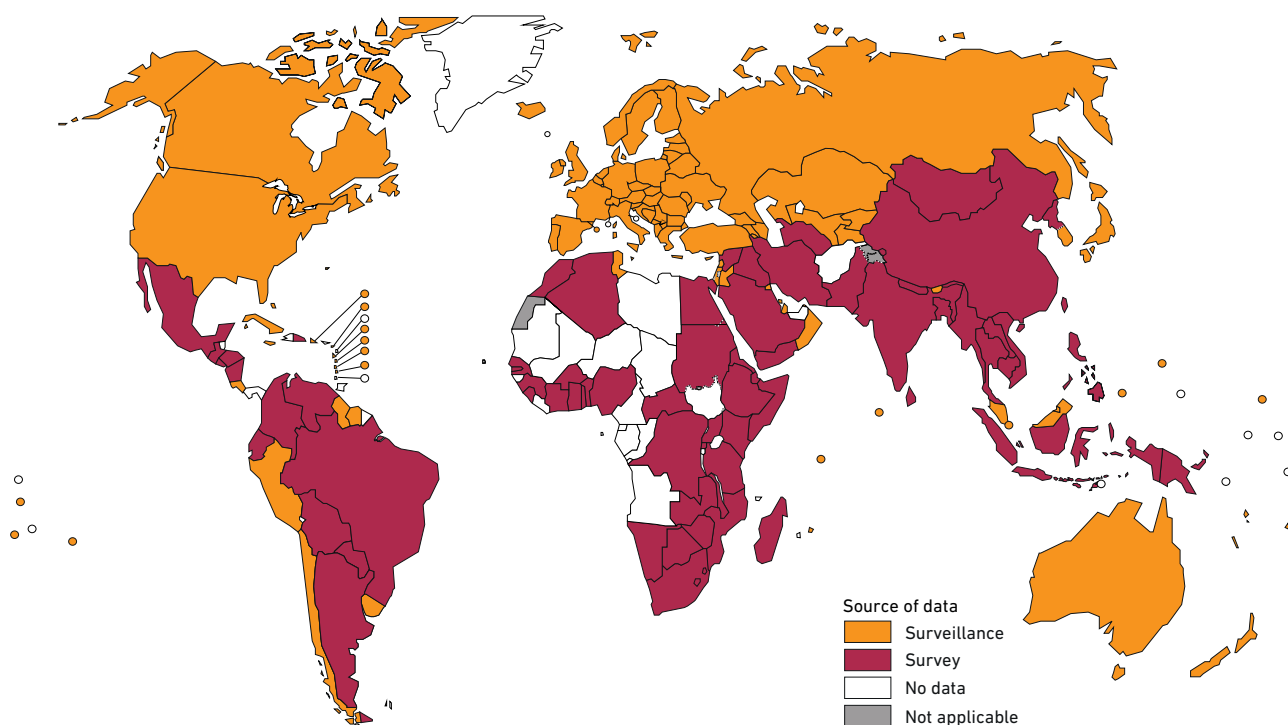 Source of data
Surveillance
Survey
No data
Not applicable